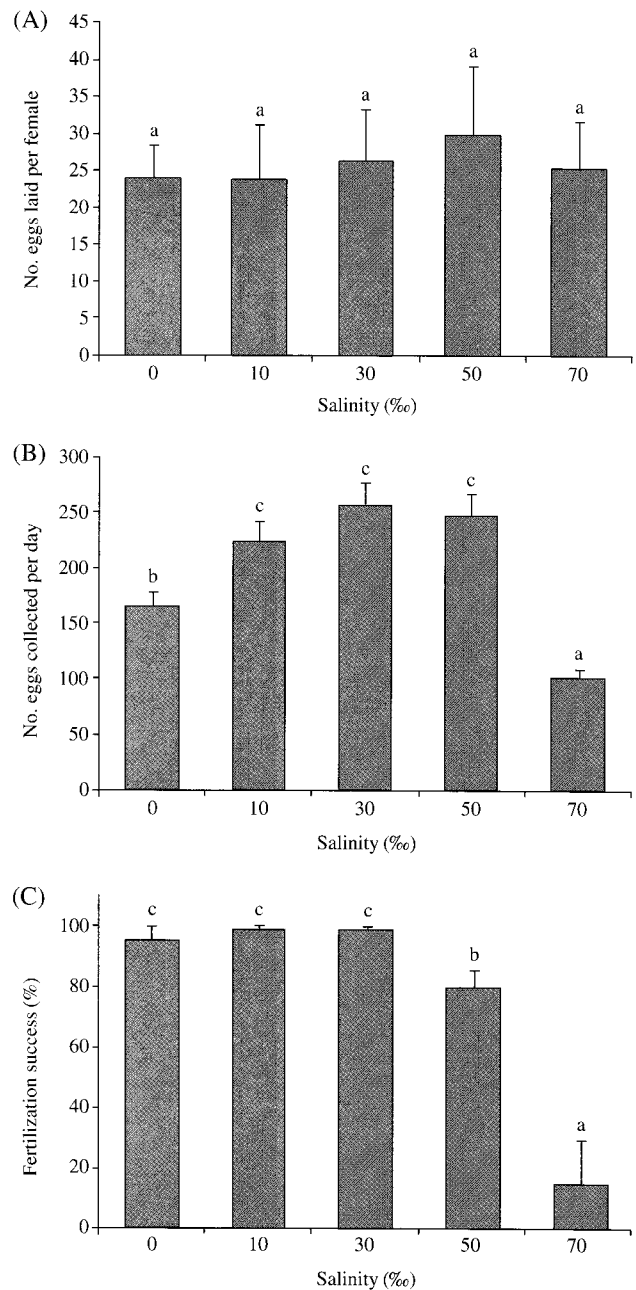 (A)
No. eggs laid per female
45
40
35
30
25
20
15
10
5
0
a a a a a
0 10 30 50 70
Salinity (‰)
(B)
No. eggs collected per day
300
250
200
150
100
50
0
b c c c a
0 10 30 50 70
Salinity (‰)
(C)
Fertilization success (%)
100
80
60
40
20
0
c c c b a
0 10 30 50 70
Salinity (‰)